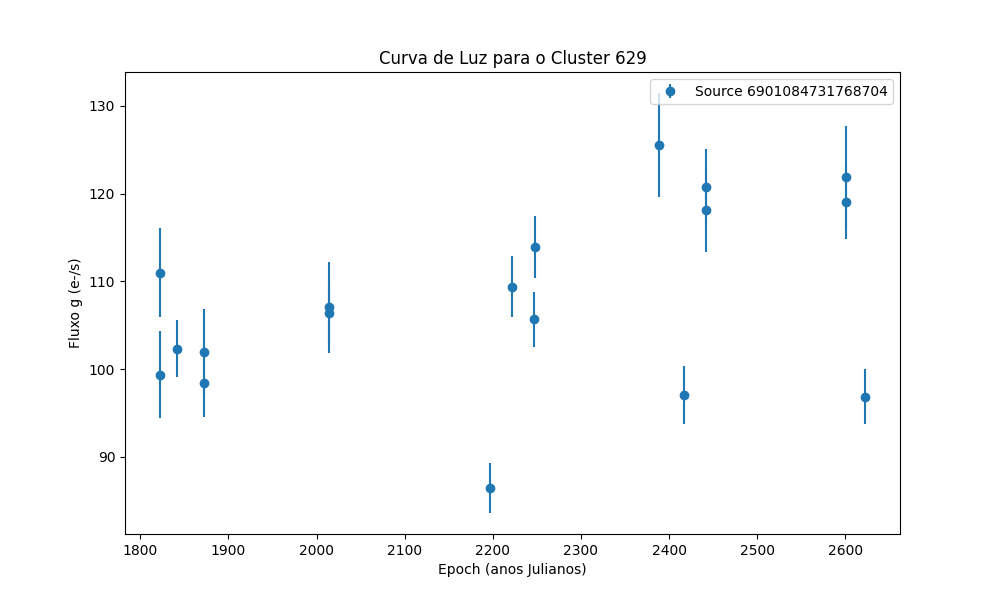 Curva de Luz para o Cluster 629
Source 6901084731768704
130
120
110
100
90
Fluxo g (e-/s)
1800 1900 2000 2100 2200 2300 2400 2500 2600
Epoch (anos Julianos)